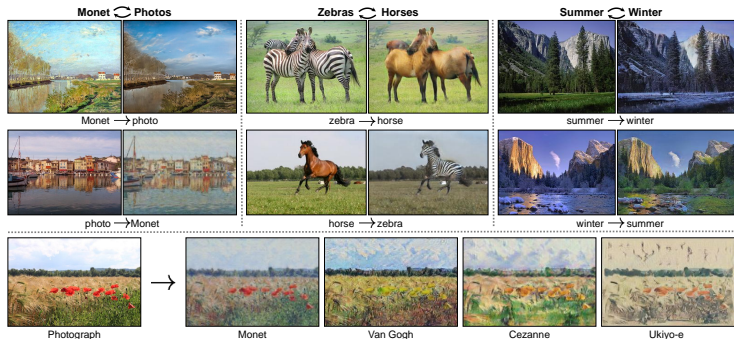 Monet Photos
Zebras Horses
Summer Winter
Monet → photo
zebra → horse
summer → winter
photo → Monet
horse → zebra
winter → summer
Photograph
Monet
Van Gogh
Cezanne
Ukiyo-e